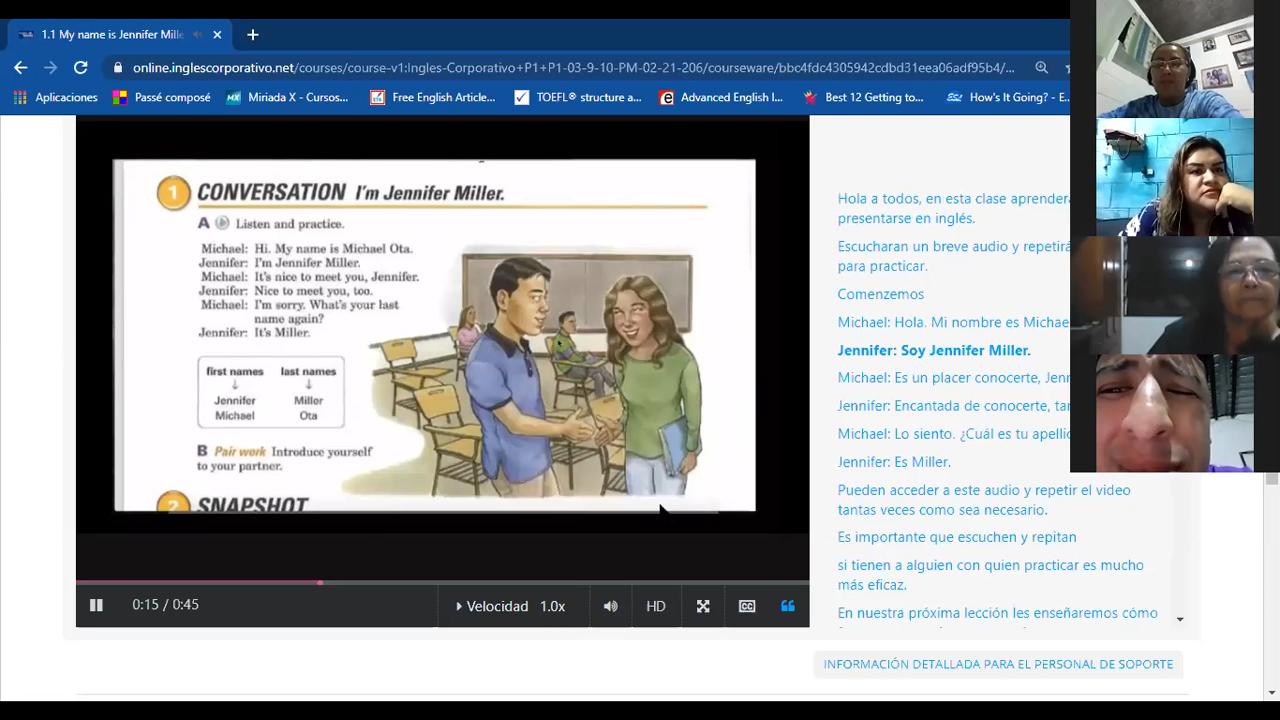 1.1 My name is Jennifer Mille
online.inglescorporativo.net/courses/course-v1:Ingles-Corporativo+P1+P1-03-9-10-PM-02-21-206/courseware/bbc4fdc4305942cdbd31eea06adf95b4/...
Aplicaciones
Passé composé
Miriada X - Cursos...
Free English Article...
TOEFL® structure a...
Advanced English l...
Best 12 Getting to...
How's It Going? - E
1 CONVERSATION I'm Jennifer Miller.
A Listen and practice.
Michael: Hi. My name is Michael Ota.
Jennifer: I'm Jennifer Miller.
Michael: It's nice to meet you, Jennifer.
Jennifer: Nice to meet you, too.
Michael: I'm sorry. What's your last
name again?
Jennifer: It's Miller.
first names last names
↓ ↓
Jennifer Miller
Michael Ota
B Pair work Introduce yourself
to your partner.
2 SNAPSHOT
0:15 / 0:45
Velocidad 1.0x
HD
CC
Hola a todos, en esta clase aprender
presentarse en inglés.
Escucharan un breve audio y repetirá
para practicar.
Comenzemos
Michael: Hola. Mi nombre es Michae
Jennifer: Soy Jennifer Miller.
Michael: Es un placer conocerte, Jen
Jennifer: Encantada de conocerte, ta
Michael: Lo siento. ¿Cuál es tu apelli
Jennifer: Es Miller.
Pueden acceder a este audio y repetir el video
tantas veces como sea necesario.
Es importante que escuchen y repitan
si tienen a alguien con quien practicar es mucho
más eficaz.
En nuestra próxima lección les enseñaremos cómo
INFORMACIÓN DETALLADA PARA EL PERSONAL DE SOPORTE